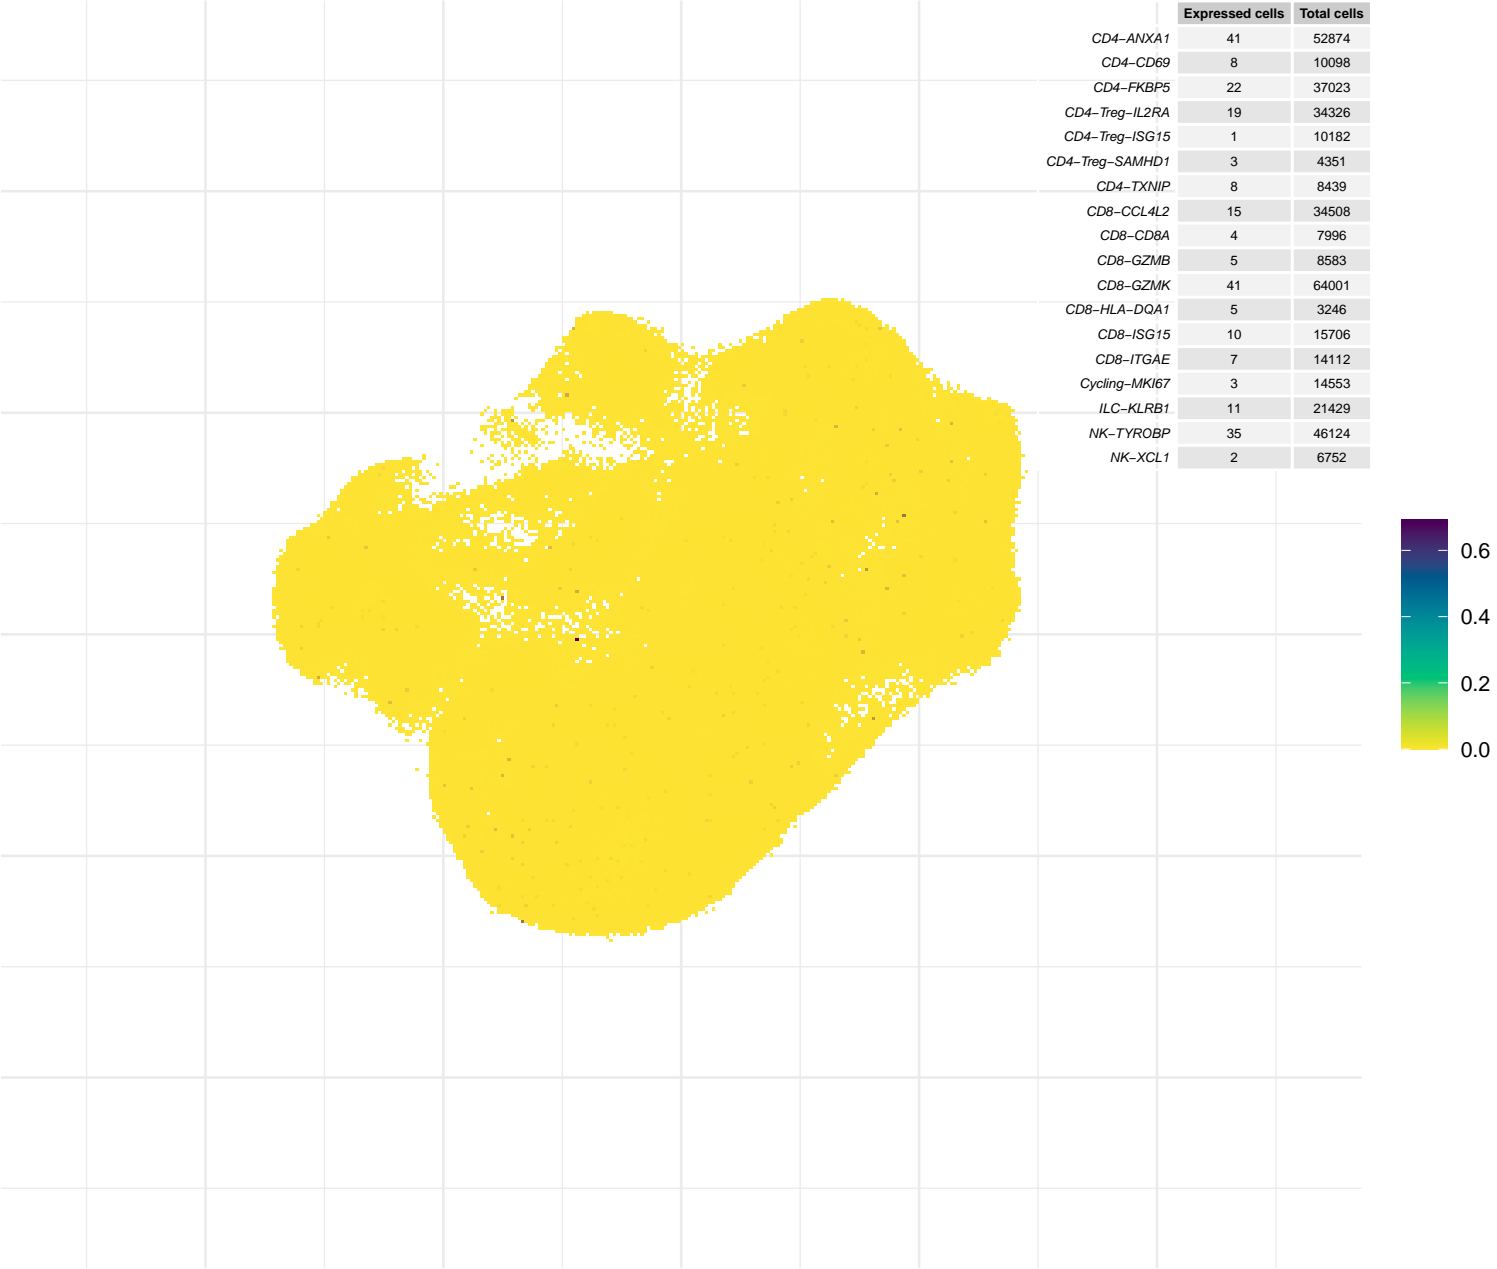 Expressed cells Total cells
CD4−ANXA1 41 52874
CD4−CD69 8 10098
CD4−FKBP5 22 37023
CD4−Treg−IL2RA 19 34326
CD4−Treg−ISG15 1 10182
CD4−Treg−SAMHD1 3 4351
CD4−TXNIP 8 8439
CD8−CCL4L2 15 34508
CD8−CD8A 4 7996
CD8−GZMB 5 8583
CD8−GZMK 41 64001
CD8−HLA−DQA1 5 3246
CD8−ISG15 10 15706
CD8−ITGAE 7 14112
Cycling−MKI67 3 14553
ILC−KLRB1 11 21429
NK−TYROBP 35 46124
NK−XCL1 2 6752
0.6
0.4
0.2
0.0